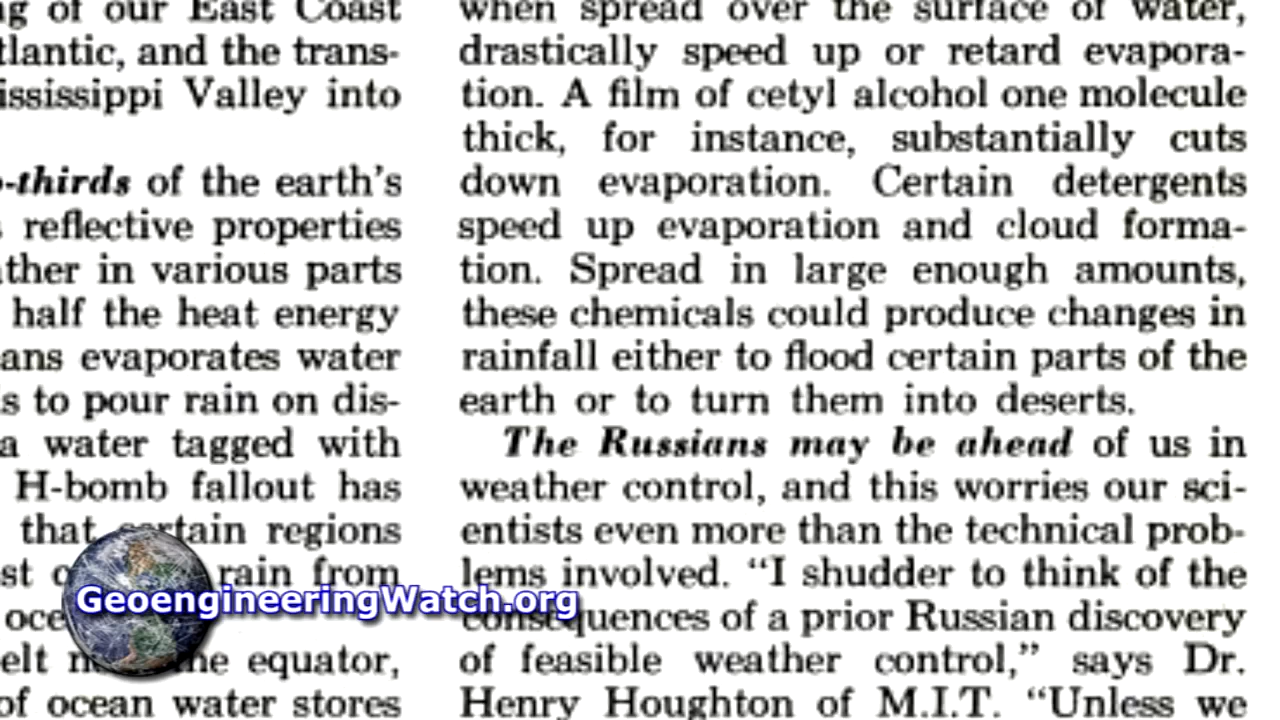 ng of our East Coast
tlantic, and the trans-
ississippi Valley into
o-thirds of the earth's
s reflective properties
ather in various parts
half the heat energy
ans evaporates water
s to pour rain on dis-
a water tagged with
H-bomb fallout has
that certain regions
st rain from
oce
elt the equator,
of ocean water stores
when spread over the surface of water,
drastically speed up or retard evapora-
tion. A film of cetyl alcohol one molecule
thick, for instance, substantially cuts
down evaporation. Certain detergents
speed up evaporation and cloud forma-
tion. Spread in large enough amounts,
these chemicals could produce changes in
rainfall either to flood certain parts of the
earth or to turn them into deserts.
The Russians may be ahead of us in
weather control, and this worries our sci-
entists even more than the technical prob-
lems involved. “I shudder to think of the
consequences of a prior Russian discovery
of feasible weather control,” says Dr.
Henry Houghton of M.I.T. “Unless we
GeoengineeringWatch.org